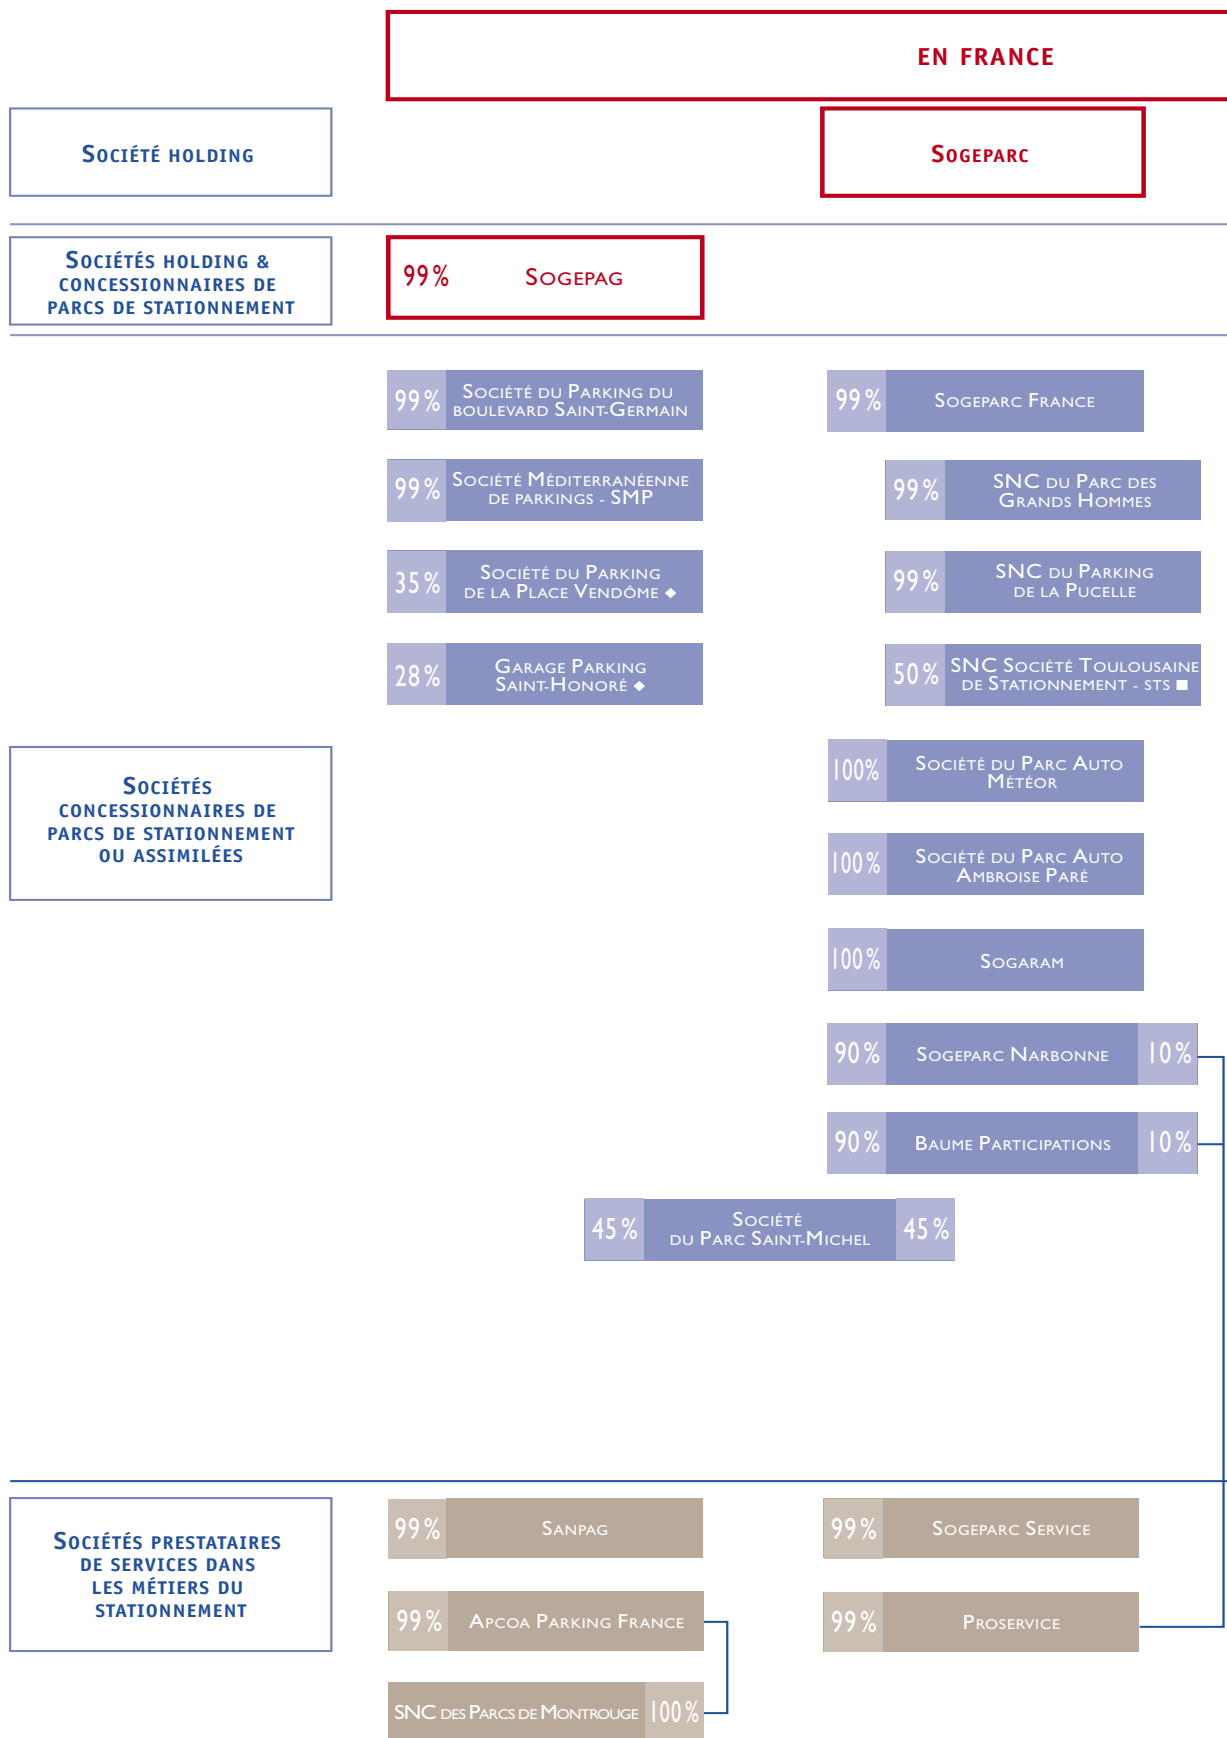 EN FRANCE
SOCIÉTÉ HOLDING
SOGEPARC
SOCIÉTÉS HOLDING &
CONCESSIONNAIRES DE
PARCS DE STATIONNEMENT
99% SOGEPAG
99%
SOCIÉTÉ DU PARKING DU
BOULEVARD SAINT-GERMAIN
99% SOGEPARC FRANCE
99%
SOCIÉTÉ MÉDITERRANÉENNE
DE PARKINGS - SMP
99%
SNC DU PARC DES
GRANDS HOMMES
35%
SOCIÉTÉ DU PARKING
DE LA PLACE VENDÔME ◆
99%
SNC DU PARKING
DE LA PUCELLE
28%
GARAGE PARKING
SAINT-HONORÉ ◆
50%
SNC SOCIÉTÉ TOULOUSAINE
DE STATIONNEMENT - STS ■
SOCIÉTÉS
CONCESSIONNAIRES DE
PARCS DE STATIONNEMENT
OU ASSIMILÉES
100%
SOCIÉTÉ DU PARC AUTO
MÉTÉOR
100%
SOCIÉTÉ DU PARC AUTO
AMBROISE PARÉ
100% SOGARAM
90% SOGEPARC NARBONNE 10%
90% BAUME PARTICIPATIONS 10%
45%
SOCIÉTÉ
DU PARC SAINT-MICHEL
45%
SOCIÉTÉS PRESTATAIRES
DE SERVICES DANS
LES MÉTIERS DU
STATIONNEMENT
99% SANPAG
99% SOGEPARC SERVICE
99% APCOA PARKING FRANCE
99% PROSERVICE
SNC DES PARCS DE MONTROUGE 100%